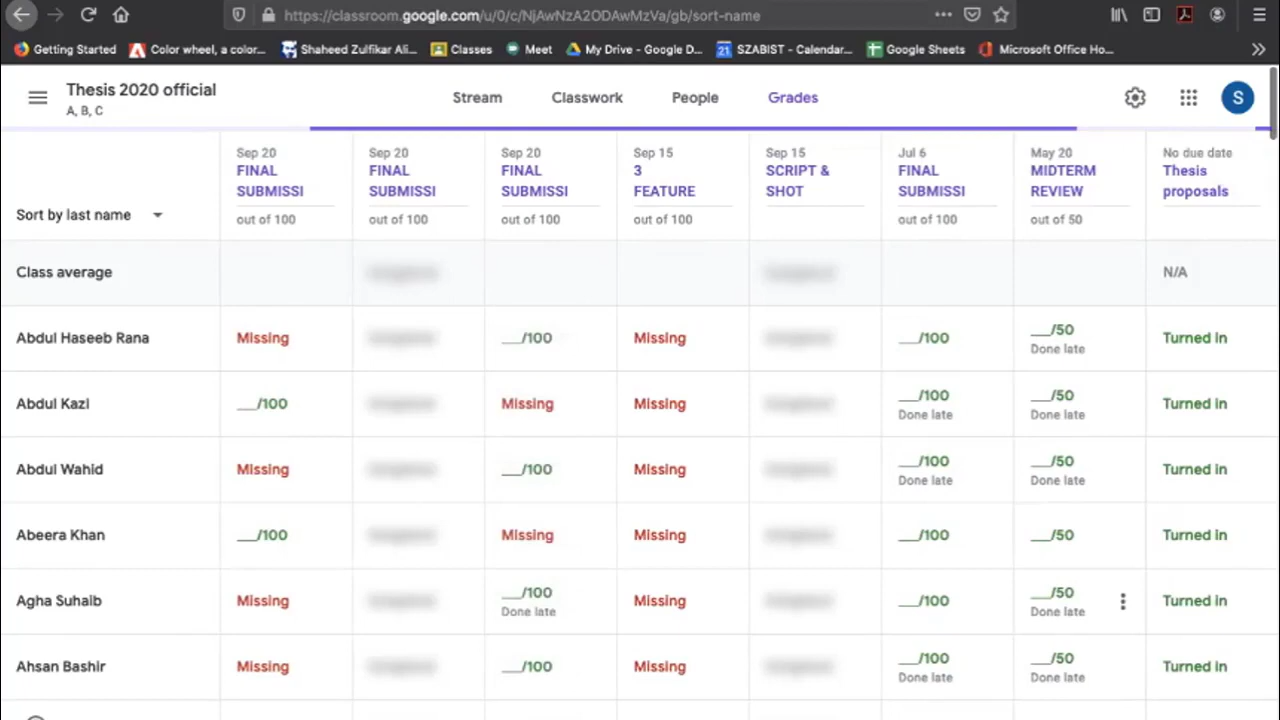 https://classroom.google.com/u/0/c/NjAwNzA2ODAwMzVa/gb/sort-name
Getting Started Color wheel, a color... Shaheed Zulfikar Ali... Classes Meet My Drive - Google D... SZABIST - Calendar... Google Sheets Microsoft Office Ho...
Thesis 2020 official
A, B, C
Stream Classwork People Grades
S
Sort by last name
Sep 20 Sep 20 Sep 20 Sep 15 Sep 15 Jul 6 May 20 No due date
FINAL FINAL FINAL 3 SCRIPT & FINAL MIDTERM Thesis
SUBMISSI SUBMISSI SUBMISSI FEATURE SHOT SUBMISSI REVIEW proposals
out of 100 out of 100 out of 100 out of 100 out of 100 out of 50
Class average N/A
Abdul Haseeb Rana Missing __/100 Missing __/100 __/50 Turned in
Done late
Abdul Kazi __/100 Missing Missing __/100 __/50 Turned in
Done late Done late
Abdul Wahid Missing __/100 Missing __/100 __/50 Turned in
Done late Done late
Abeera Khan __/100 Missing Missing __/100 __/50 Turned in
Agha Suhaib Missing __/100 Missing __/100 __/50 Turned in
Done late Done late
Ahsan Bashir Missing __/100 Missing __/100 __/50 Turned in
Done late Done late